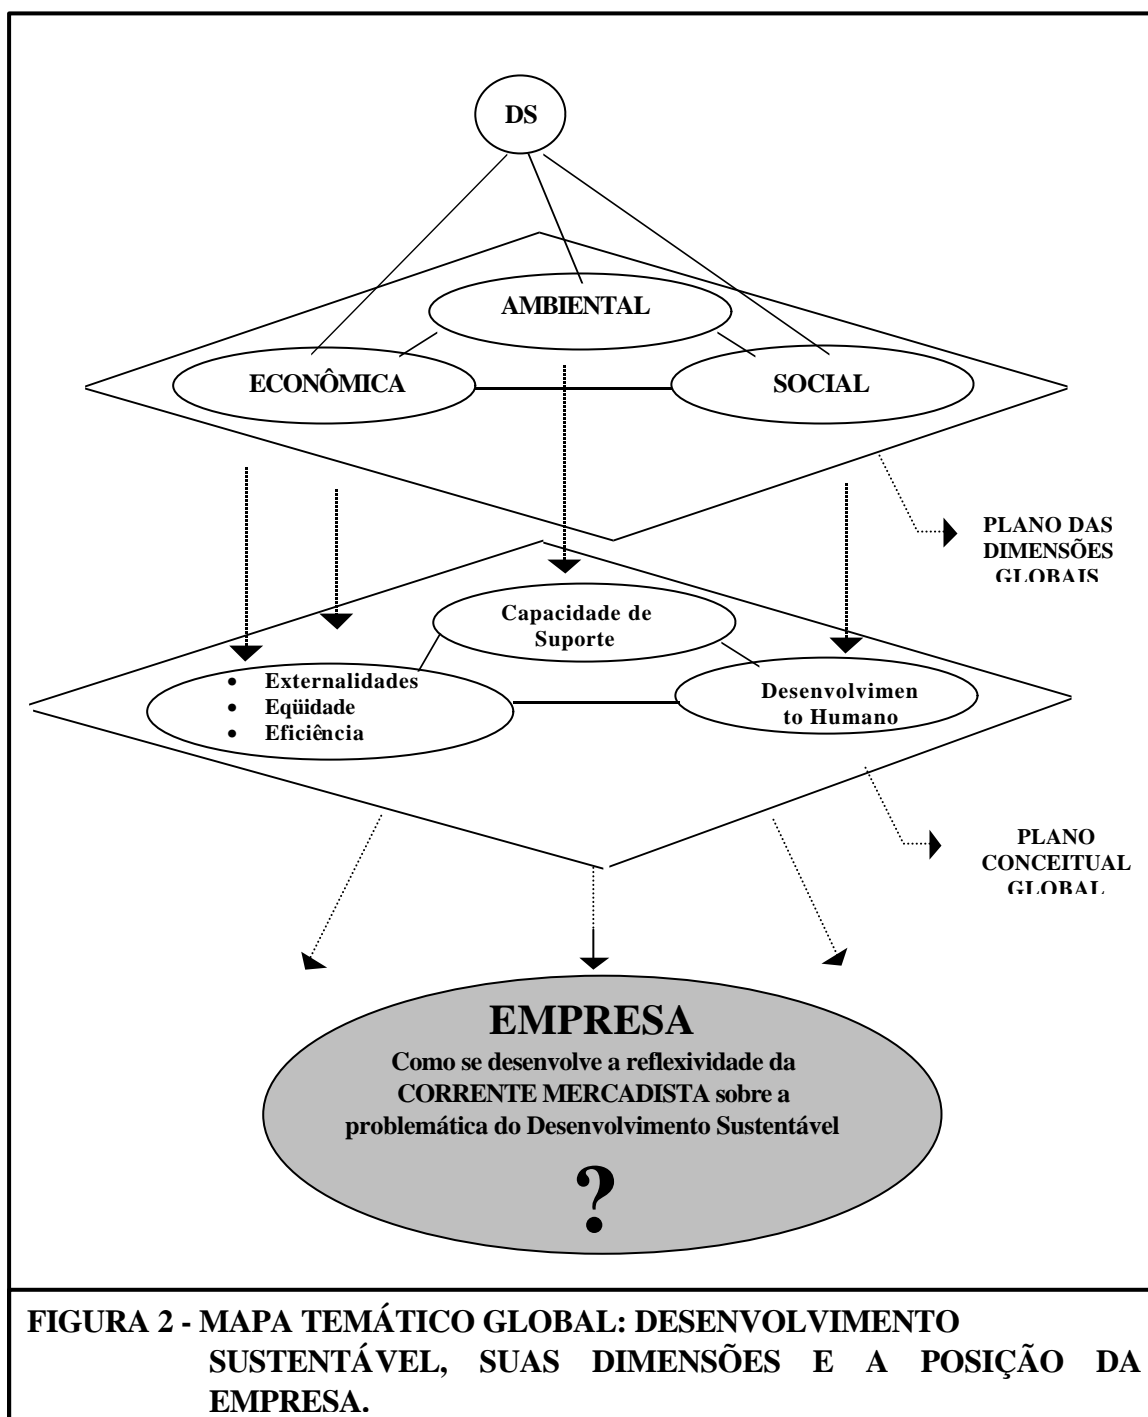 DS
AMBIENTAL
ECONÔMICA
SOCIAL
PLANO DAS
DIMENSÕES
GLOBAIS
Capacidade de
Suporte
• Externalidades
• Eqüidade
• Eficiência
Desenvolvimen
to Humano
PLANO
CONCEITUAL
GLOBAL
EMPRESA
Como se desenvolve a reflexividade da
CORRENTE MERCADISTA sobre a
problemática do Desenvolvimento Sustentável
?
FIGURA 2 - MAPA TEMÁTICO GLOBAL: DESENVOLVIMENTO
SUSTENTÁVEL, SUAS DIMENSÕES E A POSIÇÃO DA
EMPRESA.